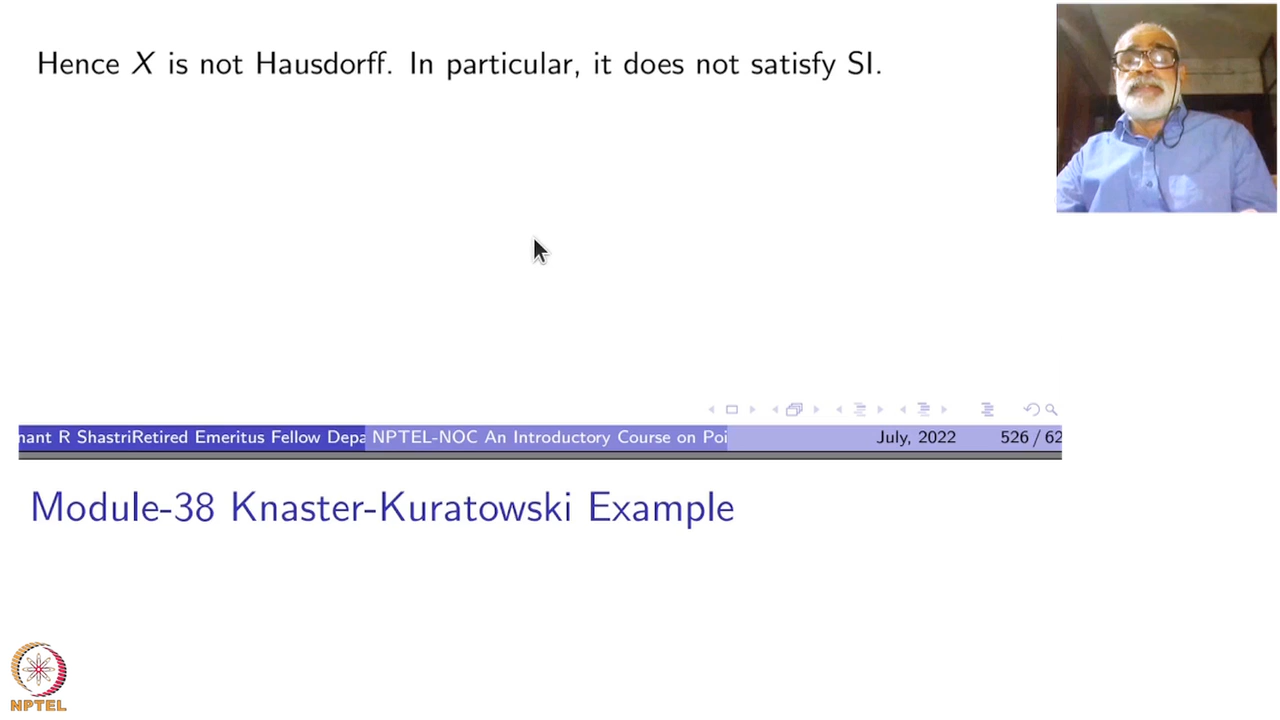 Hence X is not Hausdorff. In particular, it does not satisfy SI.
nant R ShastriRetired Emeritus Fellow Depa NPTEL-NOC An Introductory Course on Poi July, 2022 526 / 62
Module-38 Knaster-Kuratowski Example
NPTEL